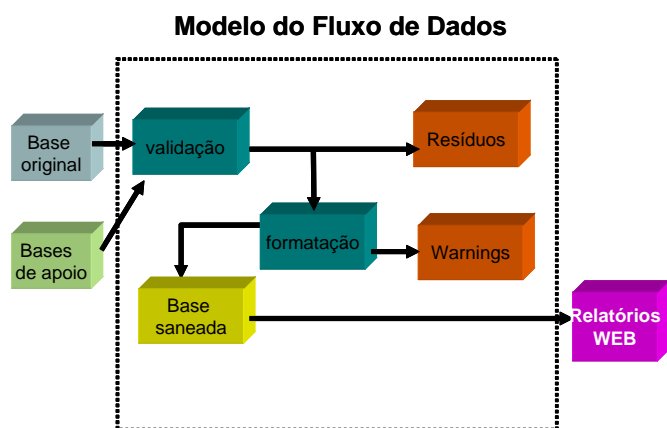 Modelo do Fluxo de Dados
Base
original
validação
Resíduos
Bases
de apoio
formatação
Warnings
Base
saneada
Relatórios
WEB